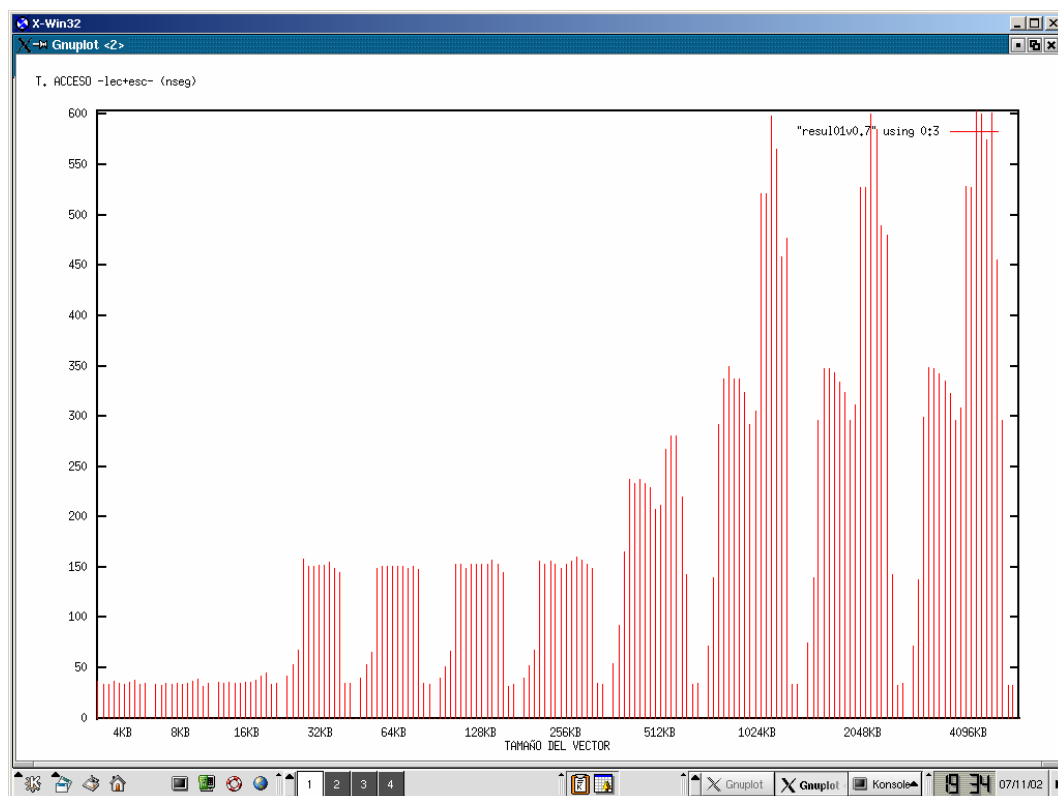 X-Win32
Gnuplot <2>
T. ACCESO -lec+esc- (nseg)
"resul01v0.7" using 0:3
600
550
500
450
400
350
300
250
200
150
100
50
0
4KB 8KB 16KB 32KB 64KB 128KB 256KB 512KB 1024KB 2048KB 4096KB
TAMAÑO DEL VECTOR
1 2 3 4 Gnuplot Gnuplot Konsole 19 34 07/11/02